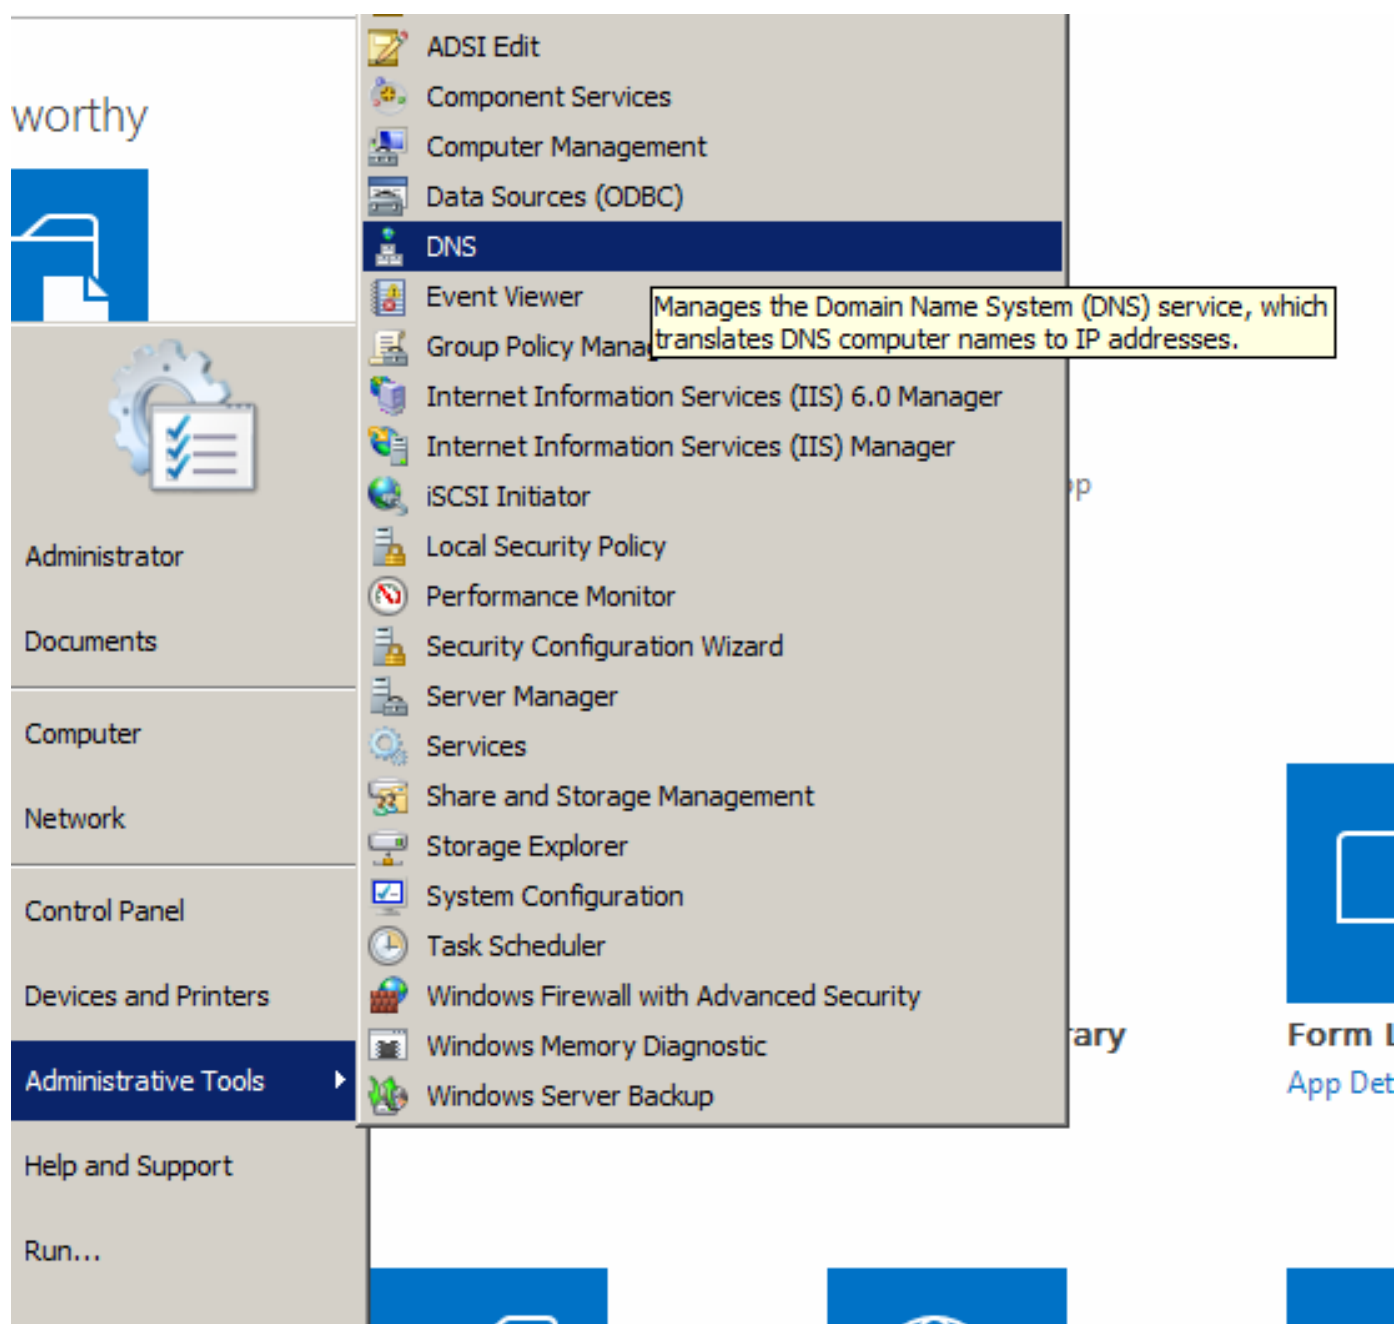 worthy
ADSI Edit
Component Services
Computer Management
Data Sources (ODBC)
DNS
Event Viewer
Manages the Domain Name System (DNS) service, which
translates DNS computer names to IP addresses.
Group Policy Mana
Internet Information Services (IIS) 6.0 Manager
Internet Information Services (IIS) Manager
iSCSI Initiator
Local Security Policy
Performance Monitor
Security Configuration Wizard
Server Manager
Services
Share and Storage Management
Storage Explorer
System Configuration
Task Scheduler
Windows Firewall with Advanced Security
Windows Memory Diagnostic
Windows Server Backup
Administrator
Documents
Computer
Network
Control Panel
Devices and Printers
Administrative Tools
Help and Support
Run...
pp
ary
Form L
App Det